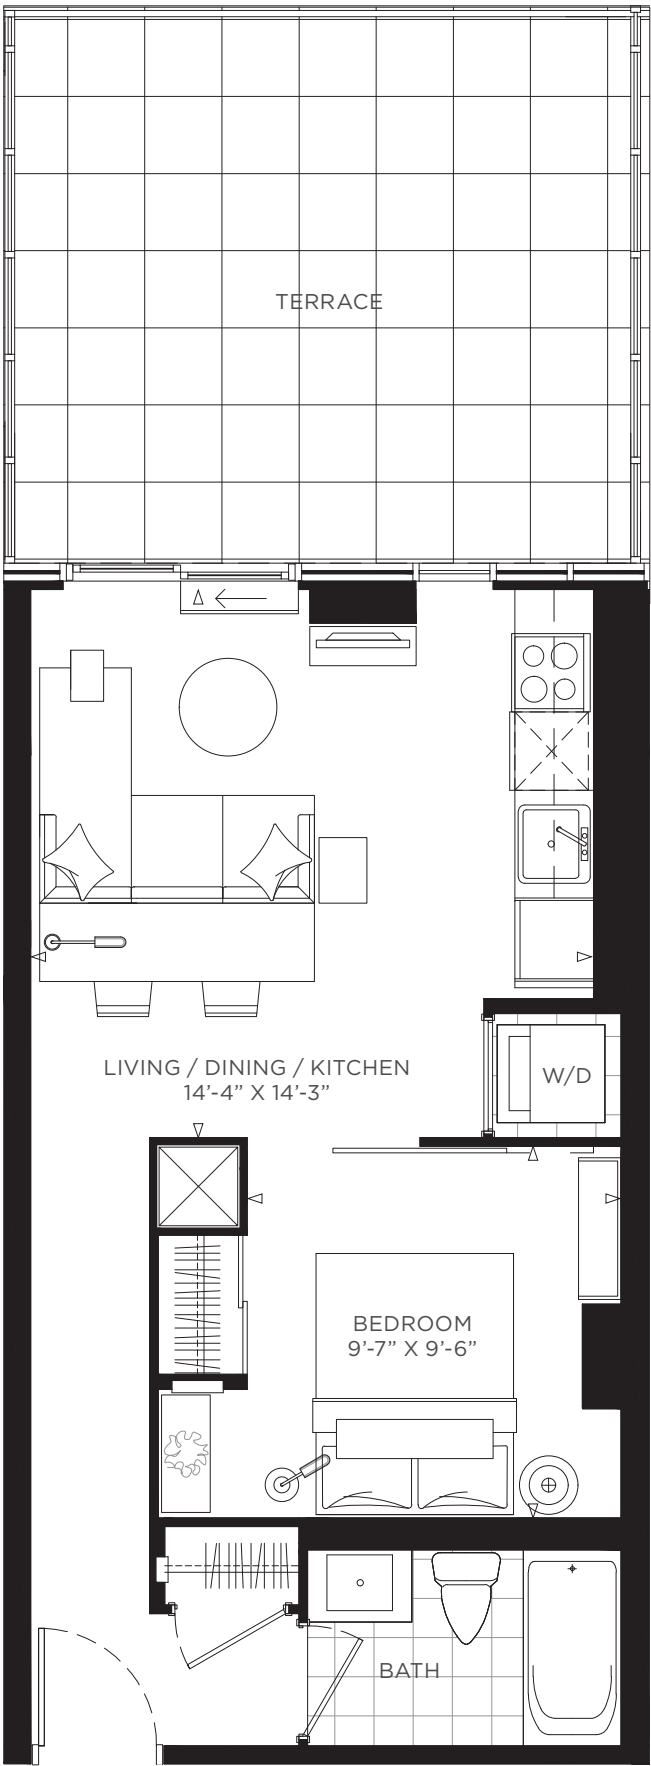 TERRACE
LIVING / DINING / KITCHEN
14’-4” X 14’-3”
W/D
BEDROOM
9’-7” X 9’-6”
BATH